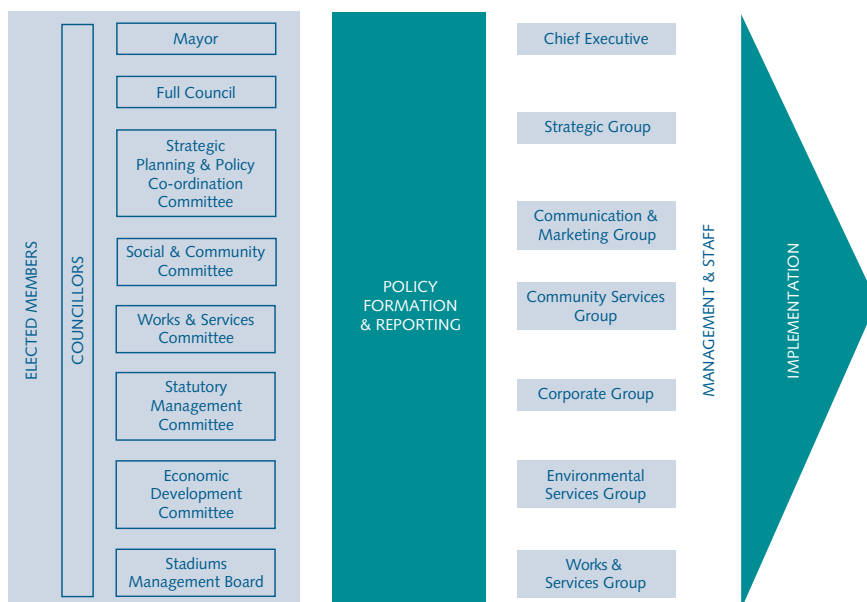 ELECTED MEMBERS
COUNCILLORS
Mayor
Full Council
Strategic
Planning & Policy
Co-ordination
Committee
Social & Community
Committee
Works & Services
Committee
Statutory
Management
Committee
Economic
Development
Committee
Stadiums
Management Board
POLICY
FORMATION
& REPORTING
Chief Executive
Strategic Group
Communication &
Marketing Group
Community Services
Group
Corporate Group
Environmental
Services Group
Works &
Services Group
MANAGEMENT & STAFF
IMPLEMENTATION